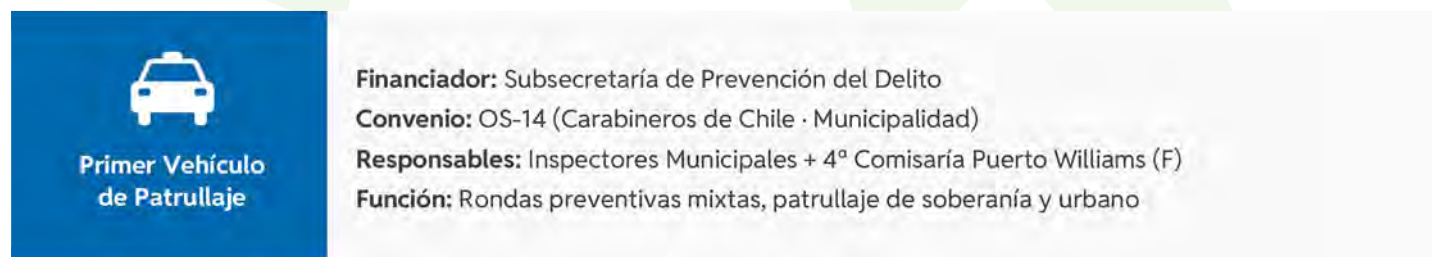 Primer Vehículo
de Patrullaje
Financiador: Subsecretaría de Prevención del Delito
Convenio: OS-14 (Carabineros de Chile · Municipalidad)
Responsables: Inspectores Municipales + 4ª Comisaría Puerto Williams (F)
Función: Rondas preventivas mixtas, patrullaje de soberanía y urbano